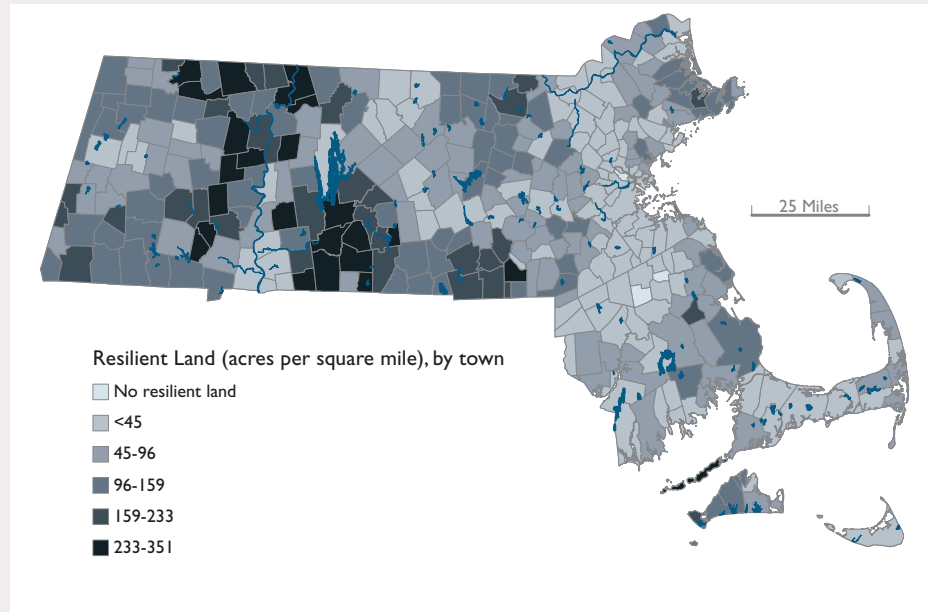 25 Miles
Resilient Land (acres per square mile), by town
No resilient land
<45
45-96
96-159
159-233
233-351